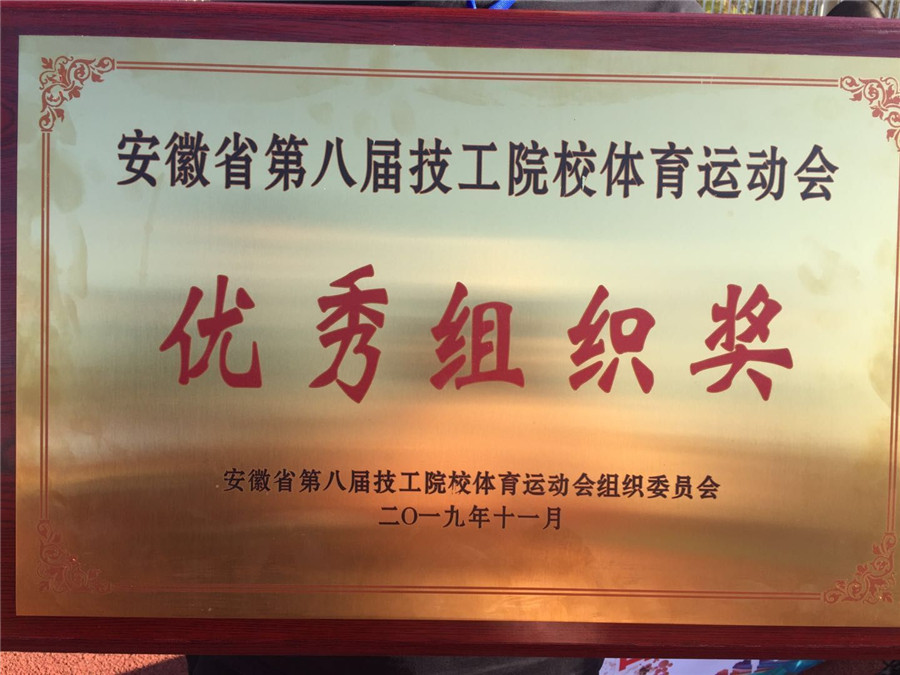 安徽省第八届技工院校体育运动会
优秀组织奖
安徽省第八届技工院校体育运动会组织委员会
二〇一九年十一月